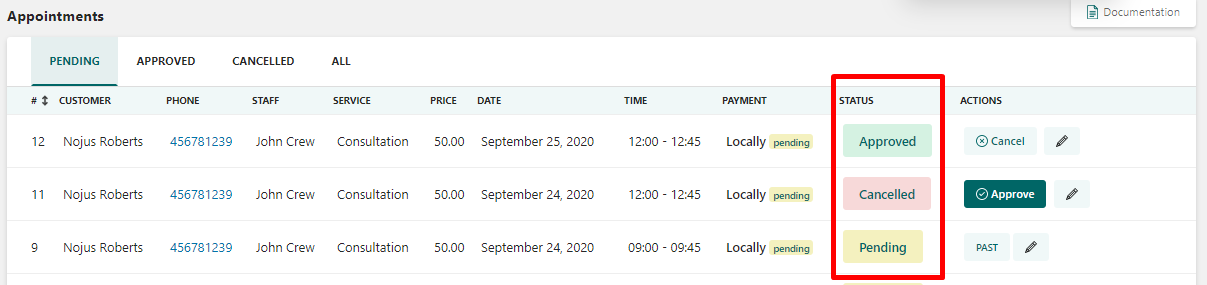 Appointments
Documentation
PENDING APPROVED CANCELLED ALL
# CUSTOMER PHONE STAFF SERVICE PRICE DATE TIME PAYMENT STATUS ACTIONS
12 Nojus Roberts 456781239 John Crew Consultation 50.00 September 25, 2020 12:00 - 12:45 Locally pending Approved Cancel
11 Nojus Roberts 456781239 John Crew Consultation 50.00 September 24, 2020 12:00 - 12:45 Locally pending Cancelled Approve
9 Nojus Roberts 456781239 John Crew Consultation 50.00 September 24, 2020 09:00 - 09:45 Locally pending Pending PAST